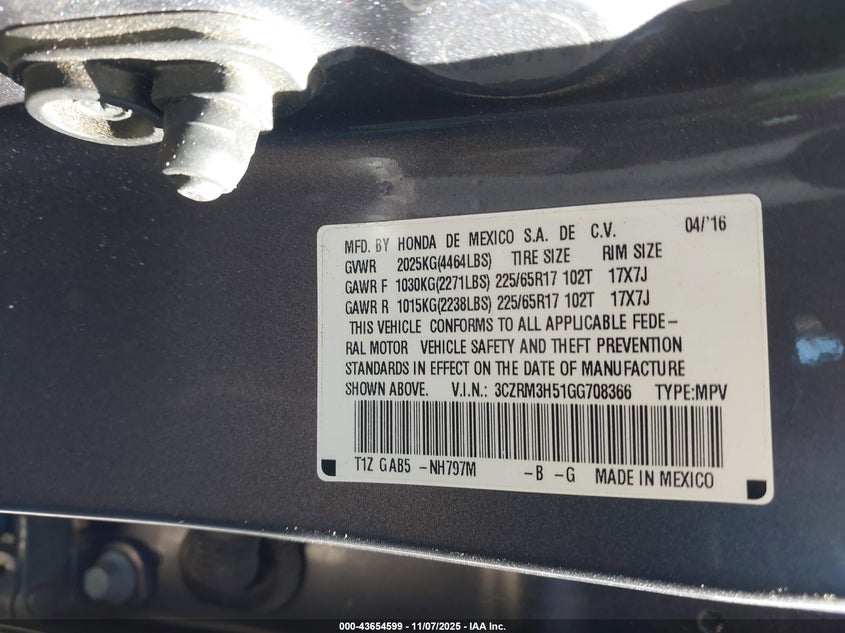 MFD. BY HONDA DE MEXICO S.A. DE C.V. 04/'16
GVWR 2025KG(4464LBS) TIRE SIZE RIM SIZE
GAWR F 1030KG(2271LBS) 225/65R17 102T 17X7J
GAWR R 1015KG(2238LBS) 225/65R17 102T 17X7J
THIS VEHICLE CONFORMS TO ALL APPLICABLE FEDE-
RAL MOTOR VEHICLE SAFETY AND THEFT PREVENTION
STANDARDS IN EFFECT ON THE DATE OF MANUFACTURE
SHOWN ABOVE. V.I.N.: 3CZRM3H51GG708366 TYPE:MPV
T1Z GAB5 -NH797M -B -G MADE IN MEXICO
000-43654599 - 11/07/2025 - IAA Inc.